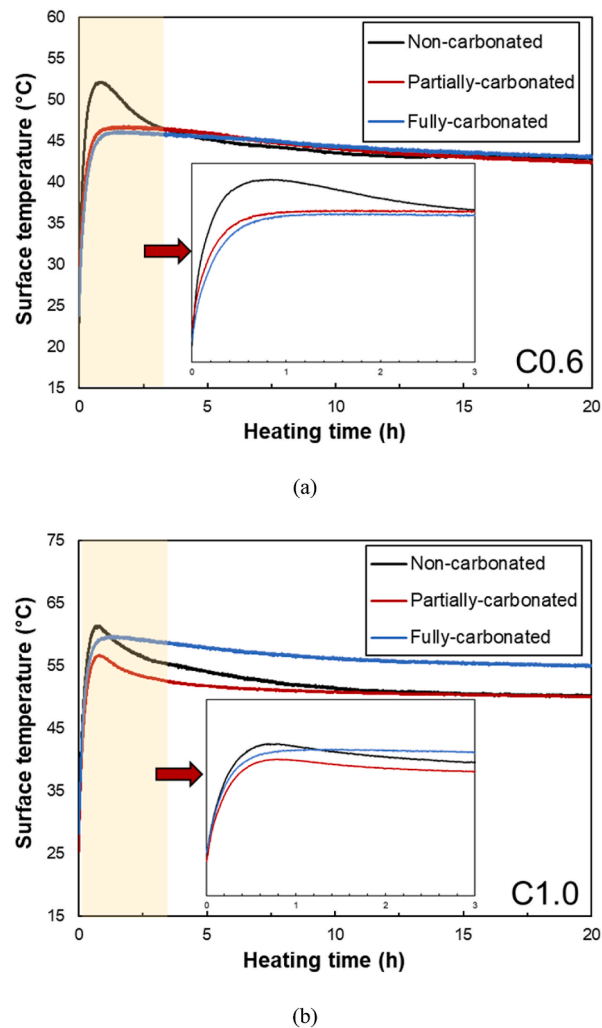 60
55
50
45
40
35
30
25
20
15
Surface temperature (°C)
Non-carbonated
Partially-carbonated
Fully-carbonated
0 1 2 3
C0.6
0 5 10 15 20
Heating time (h)
(a)
75
65
55
45
35
25
15
Surface temperature (°C)
Non-carbonated
Partially-carbonated
Fully-carbonated
0 1 2 3
C1.0
0 5 10 15 20
Heating time (h)
(b)